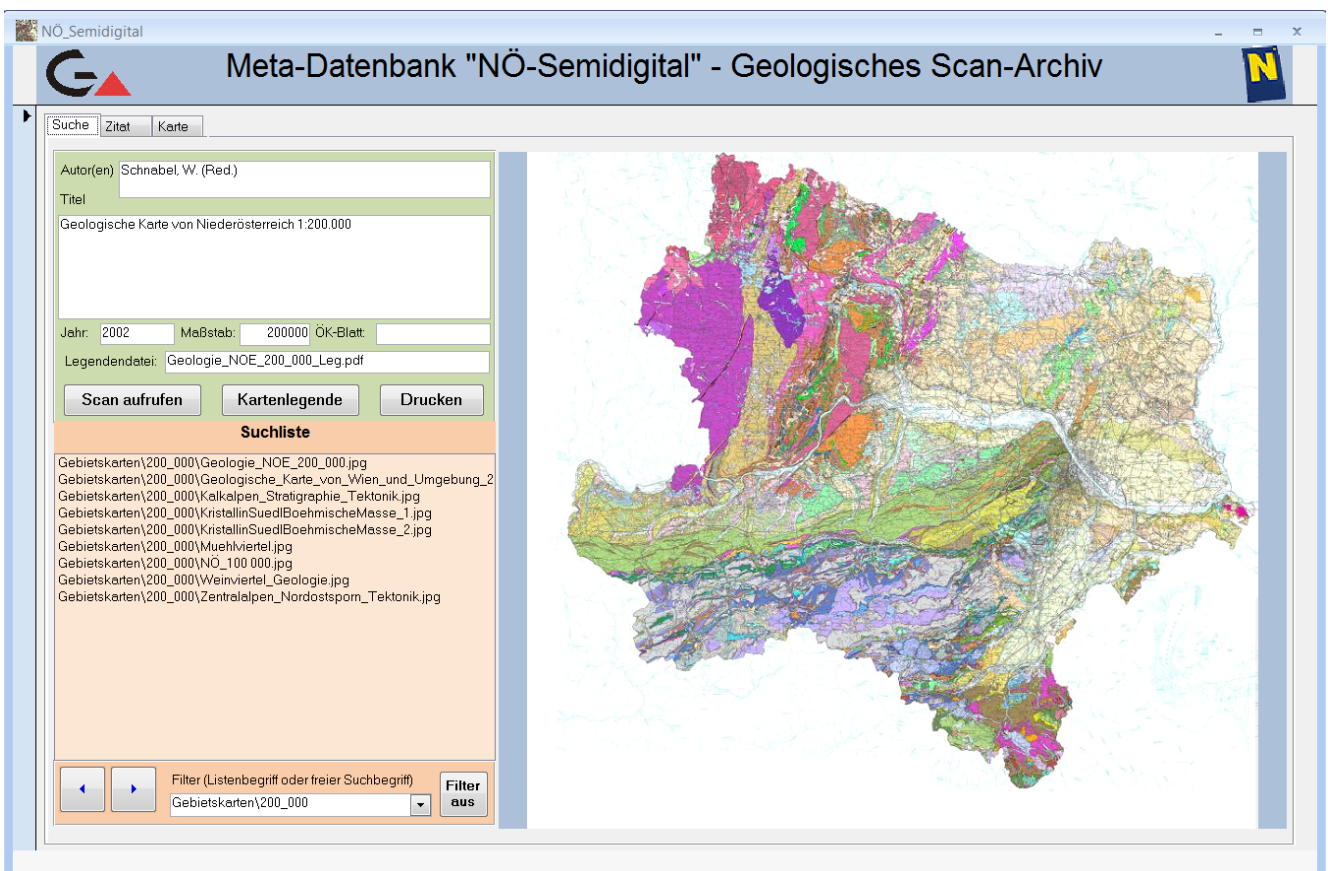 NÖ_Semidigital
Meta-Datenbank "NÖ-Semidigital" - Geologisches Scan-Archiv
N
Suche Zitat Karte
Autor(en) Schnabel, W. (Red.)
Titel
Geologische Karte von Niederösterreich 1:200.000
Jahr: 2002 Maßstab: 200000 ÖK-Blatt:
Legendendatei: Geologie_NOE_200_000_Leg.pdf
Scan aufrufen Kartenlegende Drucken
Suchliste
Gebietskarten\200_000\Geologie_NOE_200_000.jpg
Gebietskarten\200_000\Geologische_Karte_von_Wien_und_Umgebung_2
Gebietskarten\200_000\Kalkalpen_Stratigraphie_Tektonik.jpg
Gebietskarten\200_000\KristallinSuedlBoehmischeMasse_1.jpg
Gebietskarten\200_000\KristallinSuedlBoehmischeMasse_2.jpg
Gebietskarten\200_000\Muehlviertel.jpg
Gebietskarten\200_000\NÖ_100 000.jpg
Gebietskarten\200_000\Weinviertel_Geologie.jpg
Gebietskarten\200_000\Zentralalpen_Nordostsporn_Tektonik.jpg
Filter (Listenbegriff oder freier Suchbegriff)
Gebietskarten\200_000
Filter
aus